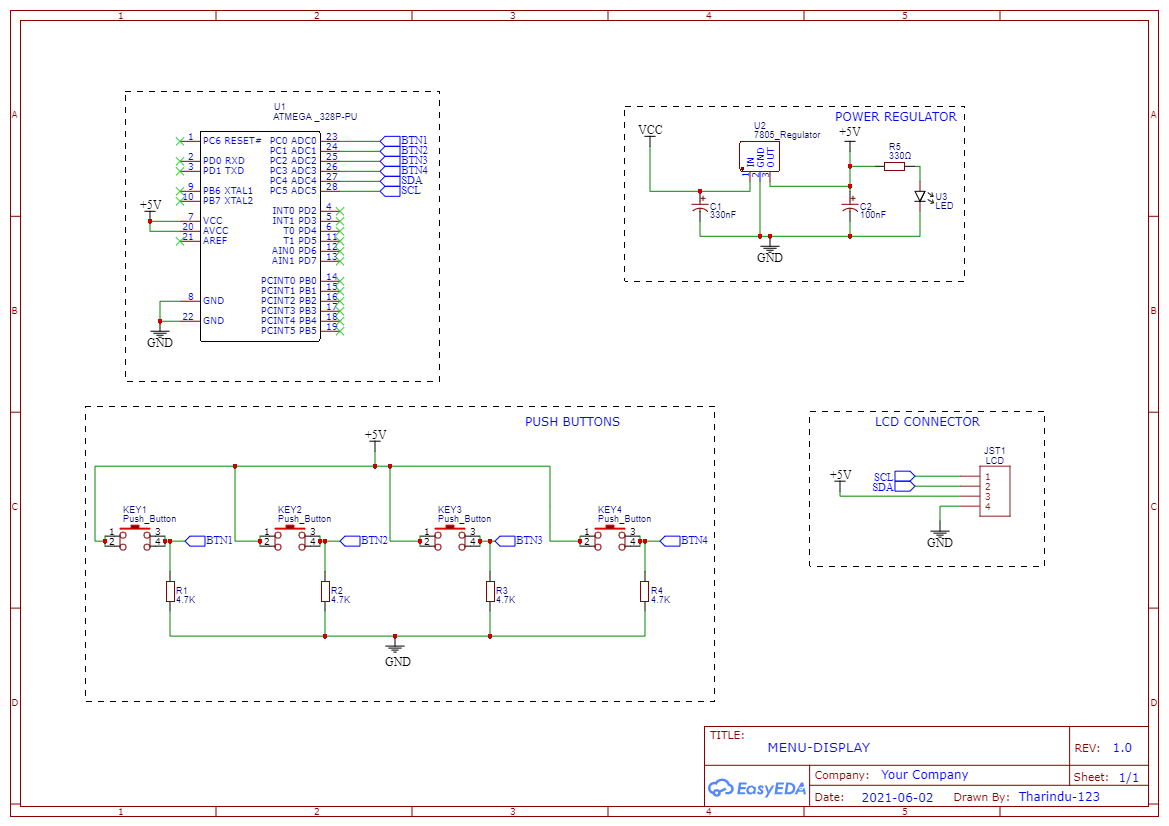 1 2 3 4 5
A A
B B
C C
D D
U1
ATMEGA_328P-PU
1 PC6 RESET# PC0 ADC0 23 BTN1
PC1 ADC1 24 BTN2
2 PD0 RXD PC2 ADC2 25 BTN3
3 PD1 TXD PC3 ADC3 26 BTN4
PC4 ADC4 27 SDA
9 PB6 XTAL1 PC5 ADC5 28 SCL
10 PB7 XTAL2
+5V
INT0 PD2 4
7 VCC INT1 PD3 5
20 AVCC T0 PD4 6
21 AREF T1 PD5 11
AIN0 PD6 12
AIN1 PD7 13
PCINT0 PB0 14
PCINT1 PB1 15
8 GND PCINT2 PB2 16
PCINT3 PB3 17
22 GND PCINT4 PB4 18
PCINT5 PB5 19
GND
POWER REGULATOR
VCC
U2
7805_Regulator
IN GND OUT
1 2 3
+5V
R5
330Ω
+ C1
330nF
+ C2
100nF
U3
LED
GND
PUSH BUTTONS
+5V
KEY1
Push_Button
1 3
2 4
BTN1
KEY2
Push_Button
1 3
2 4
BTN2
KEY3
Push_Button
1 3
2 4
BTN3
KEY4
Push_Button
1 3
2 4
BTN4
R1
4.7K
R2
4.7K
R3
4.7K
R4
4.7K
GND
LCD CONNECTOR
JST1
LCD
+5V
SCL 1
SDA 2
3
4
GND
TITLE:
MENU-DISPLAY
REV: 1.0
EasyEDA
Company: Your Company
Sheet: 1/1
Date: 2021-06-02 Drawn By: Tharindu-123
1 2 3 4 5